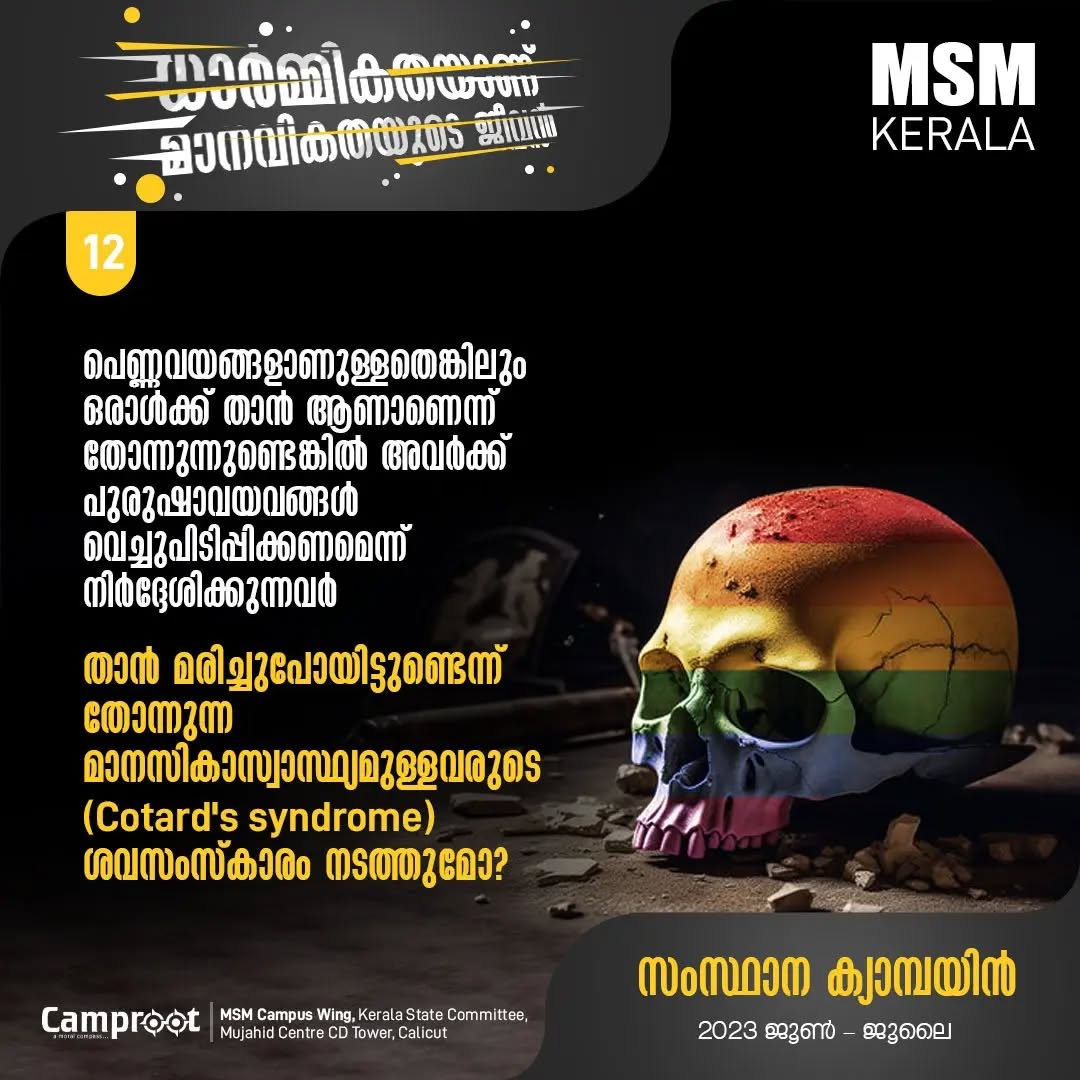 ധാർമ്മികതയാണ്
മാനവികതയുടെ ജീവൻ
MSM
KERALA
12
പെണ്ണവയങ്ങളാണുള്ളതെങ്കിലും
ഒരാൾക്ക് താൻ ആണാണെന്ന്
തോന്നുന്നുണ്ടെങ്കിൽ അവർക്ക്
പുരുഷാവയവങ്ങൾ
വെച്ചുപിടിപ്പിക്കണമെന്ന്
നിർദ്ദേശിക്കുന്നവർ
താൻ മരിച്ചുപോയിട്ടുണ്ടെന്ന്
തോന്നുന്ന
മാനസികാസ്വാസ്ഥ്യമുള്ളവരുടെ
(Cotard's syndrome)
ശവസംസ്കാരം നടത്തുമോ?
സംസ്ഥാന ക്യാമ്പയിൻ
2023 ജൂൺ – ജൂലൈ
Camproot
a moral compass...
MSM Campus Wing, Kerala State Committee,
Mujahid Centre CD Tower, Calicut